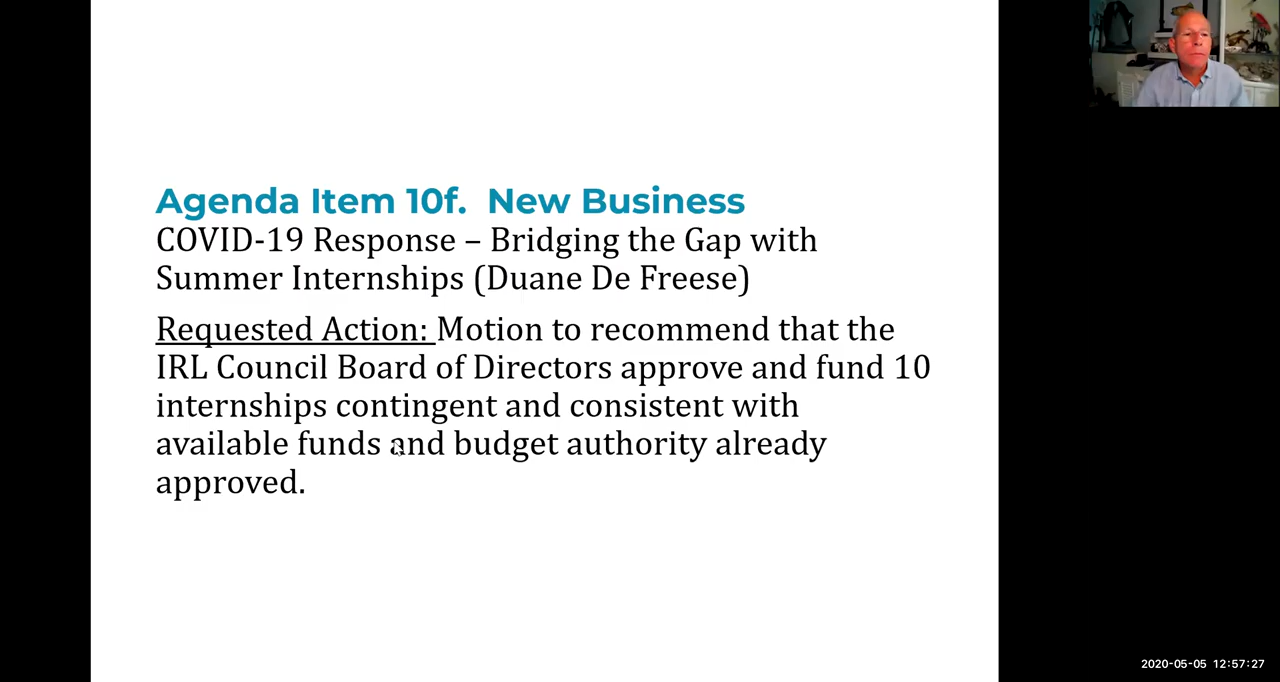 Agenda Item 10f.  New Business
COVID-19 Response – Bridging the Gap with
Summer Internships (Duane De Freese)
Requested Action: Motion to recommend that the
IRL Council Board of Directors approve and fund 10
internships contingent and consistent with
available funds and budget authority already
approved.
2020-05-05 12:57:27